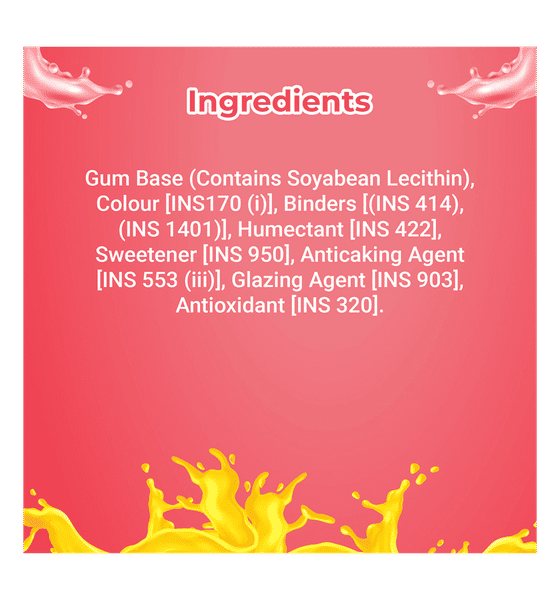 Ingredients
Gum Base (Contains Soyabean Lecithin),
Colour [INS170 (i)], Binders [(INS 414),
(INS 1401)], Humectant [INS 422],
Sweetener [INS 950], Anticaking Agent
[INS 553 (iii)], Glazing Agent [INS 903],
Antioxidant [INS 320].